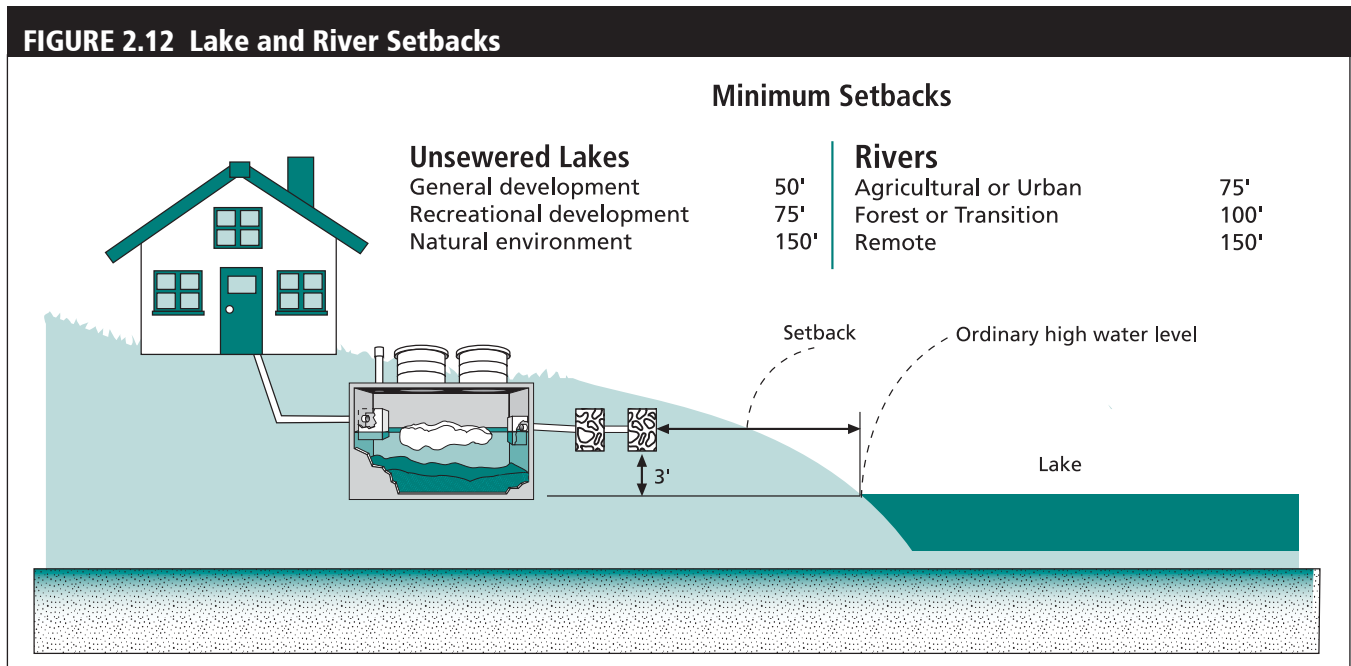 FIGURE 2.12 Lake and River Setbacks
Minimum Setbacks
Unsewered Lakes
General development 50'
Recreational development 75'
Natural environment 150'
Rivers
Agricultural or Urban 75'
Forest or Transition 100'
Remote 150'
Setback
Ordinary high water level
Lake
3'